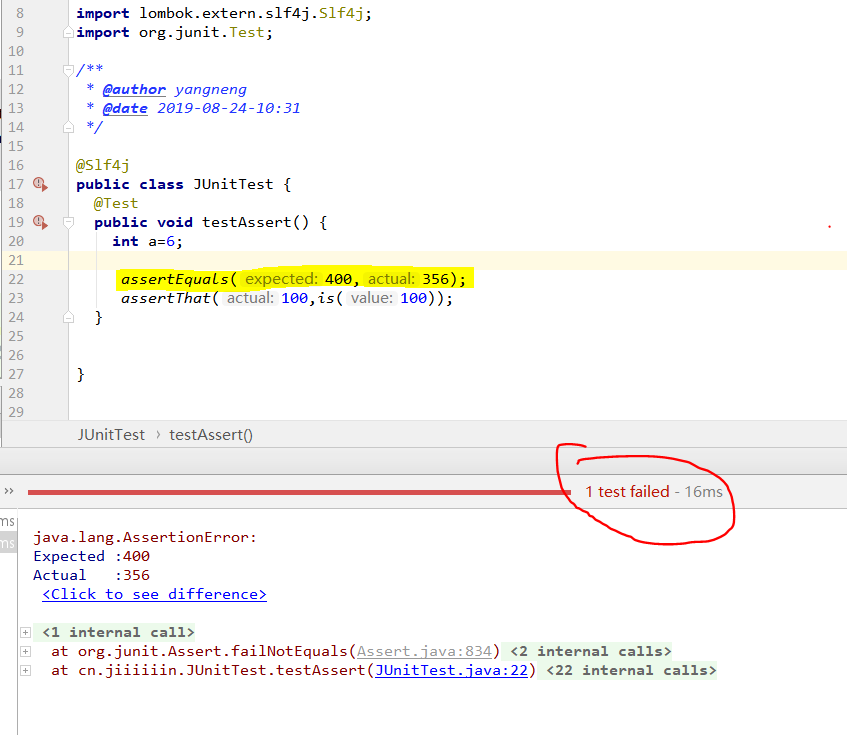 8 import lombok.extern.slf4j.Slf4j;
9 import org.junit.Test;
10
11 /**
12 * @author yangneng
13 * @date 2019-08-24-10:31
14 */
15
16 @Slf4j
17 public class JUnitTest {
18 @Test
19 public void testAssert() {
20 int a=6;
21
22 assertEquals( expected: 400, actual: 356);
23 assertThat( actual: 100,is( value: 100));
24 }
25
26
27 }
28
29
JUnitTest › testAssert()
» 1 test failed - 16ms
ms
ms
java.lang.AssertionError:
Expected :400
Actual :356
<Click to see difference>
<1 internal call>
at org.junit.Assert.failNotEquals(Assert.java:834) <2 internal calls>
at cn.jiiiiiin.JUnitTest.testAssert(JUnitTest.java:22) <22 internal calls>